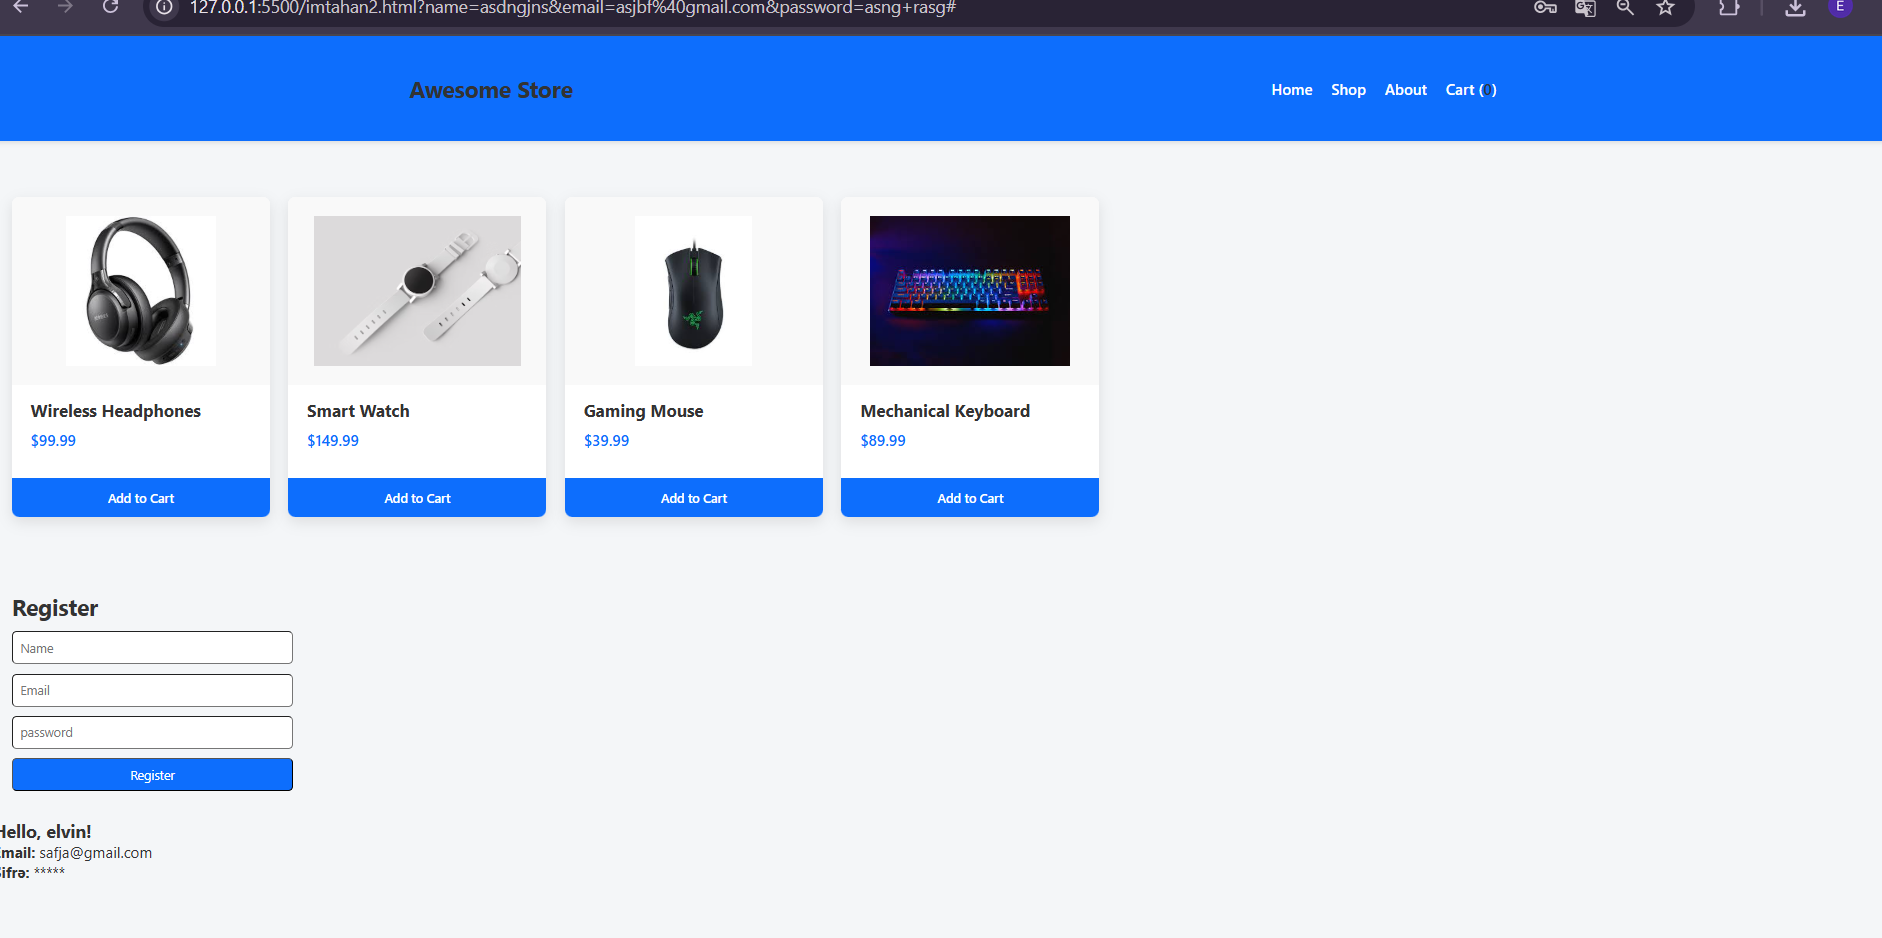 127.0.0.1:5500/imtahan2.html?name=asdngjns&email=asjbf%40gmail.com&password=asng+rasg#
E
Awesome Store
Home Shop About Cart (0)
Wireless Headphones
$99.99
Add to Cart
Smart Watch
$149.99
Add to Cart
Gaming Mouse
$39.99
Add to Cart
Mechanical Keyboard
$89.99
Add to Cart
Register
Name
Email
password
Register
Hello, elvin!
Email: safja@gmail.com
Şifrə: *****